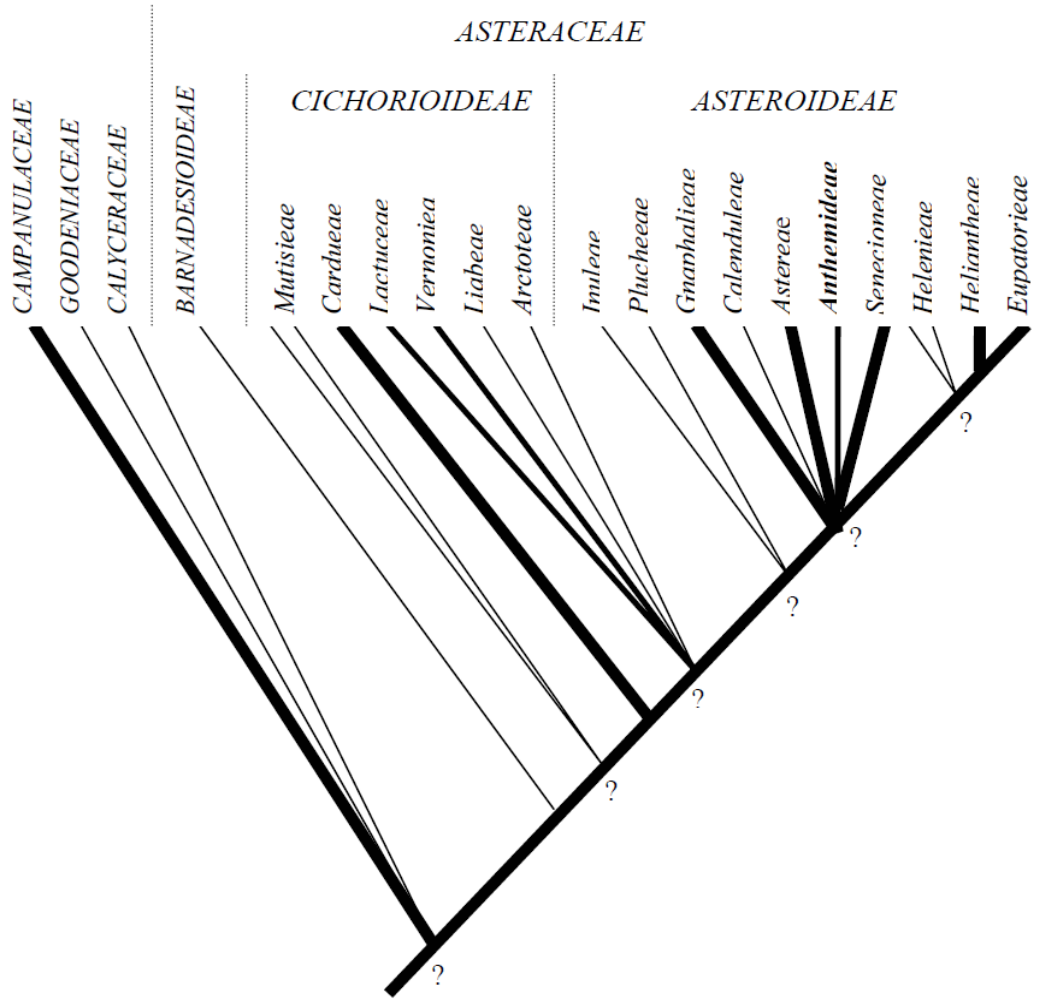 ASTERACEAE
CICHORIOIDEAE
ASTEROIDEAE
CAMPANULACEAE
GOODENIACEAE
CALYCERACEAE
BARNADESIOIDEAE
Mutisieae
Cardueae
Lactuceae
Vernoniea
Liabeae
Arctoteae
Inuleae
Plucheeae
Gnaphalieae
Calenduleae
Astereae
Anthemideae
Senecioneae
Helenieae
Heliantheae
Eupatorieae
?
?
?
?
?
?